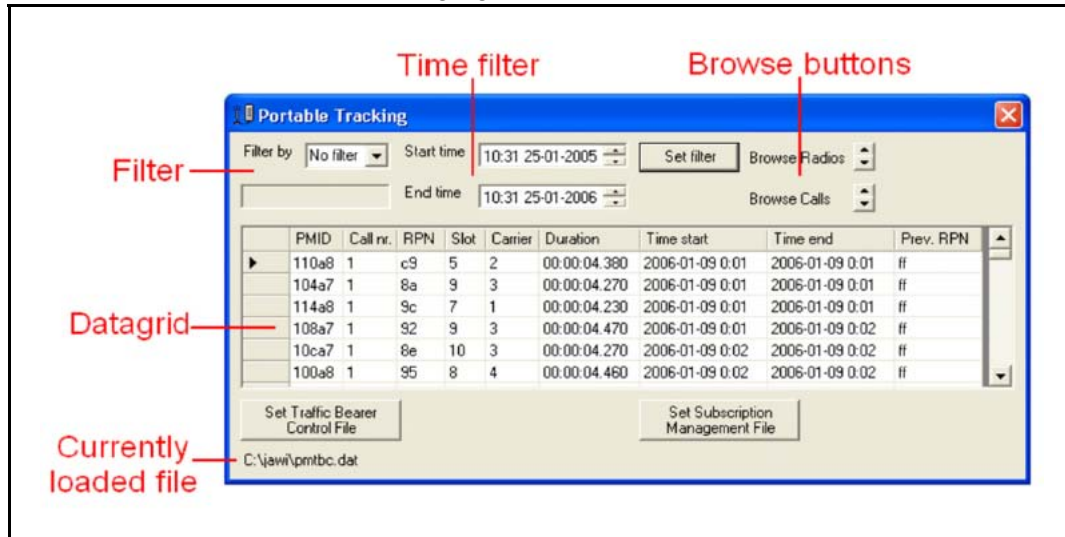 Time filter Browse buttons
Portable Tracking
Filter by No filter Start time 10:31 25-01-2005 Set filter Browse Radios
Filter
End time 10:31 25-01-2006 Browse Calls
PMID Call nr. RPN Slot Carrier Duration Time start Time end Prev. RPN
110a8 1 c9 5 2 00:00:04.380 2006-01-09 0:01 2006-01-09 0:01 ff
104a7 1 8a 9 3 00:00:04.270 2006-01-09 0:01 2006-01-09 0:01 ff
114a8 1 9c 7 1 00:00:04.230 2006-01-09 0:01 2006-01-09 0:01 ff
Datagrid
108a7 1 92 9 3 00:00:04.470 2006-01-09 0:01 2006-01-09 0:02 ff
10ca7 1 8e 10 3 00:00:04.270 2006-01-09 0:02 2006-01-09 0:02 ff
100a8 1 95 8 4 00:00:04.460 2006-01-09 0:02 2006-01-09 0:02 ff
Set Traffic Bearer
Control File
Set Subscription
Management File
Currently
loaded file
C:\jawi\pmtbc.dat